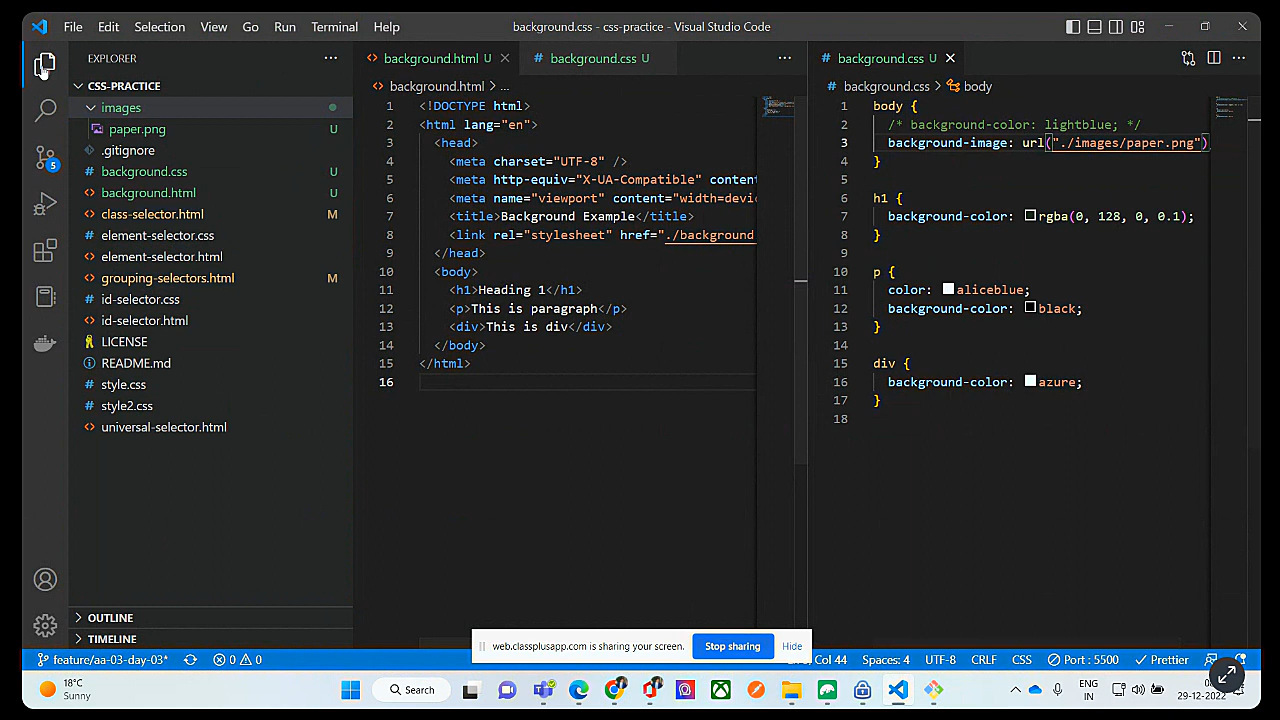 File Edit Selection View Go Run Terminal Help
background.css - css-practice - Visual Studio Code
EXPLORER
CSS-PRACTICE
images
paper.png U
.gitignore
background.css U
background.html U
class-selector.html M
element-selector.css
element-selector.html
grouping-selectors.html M
id-selector.css
id-selector.html
LICENSE
README.md
style.css
style2.css
universal-selector.html
OUTLINE
TIMELINE
5
background.html U
background.css U
background.html > ...
1 <!DOCTYPE html>
2 <html lang="en">
3 <head>
4 <meta charset="UTF-8" />
5 <meta http-equiv="X-UA-Compatible" conten
6 <meta name="viewport" content="width=devi
7 <title>Background Example</title>
8 <link rel="stylesheet" href="./background
9 </head>
10 <body>
11 <h1>Heading 1</h1>
12 <p>This is paragraph</p>
13 <div>This is div</div>
14 </body>
15 </html>
16
background.css U
background.css > body
1 body {
2 /* background-color: lightblue; */
3 background-image: url("./images/paper.png")
4 }
5
6 h1 {
7 background-color: rgba(0, 128, 0, 0.1);
8 }
9
10 p {
11 color: aliceblue;
12 background-color: black;
13 }
14
15 div {
16 background-color: azure;
17 }
18
web.classplusapp.com is sharing your screen.
Stop sharing
Hide
feature/aa-03-day-03* 0 0
Col 44 Spaces: 4 UTF-8 CRLF CSS Port : 5500 Prettier
18°C
Sunny
Search
ENG
IN
29-12-2022